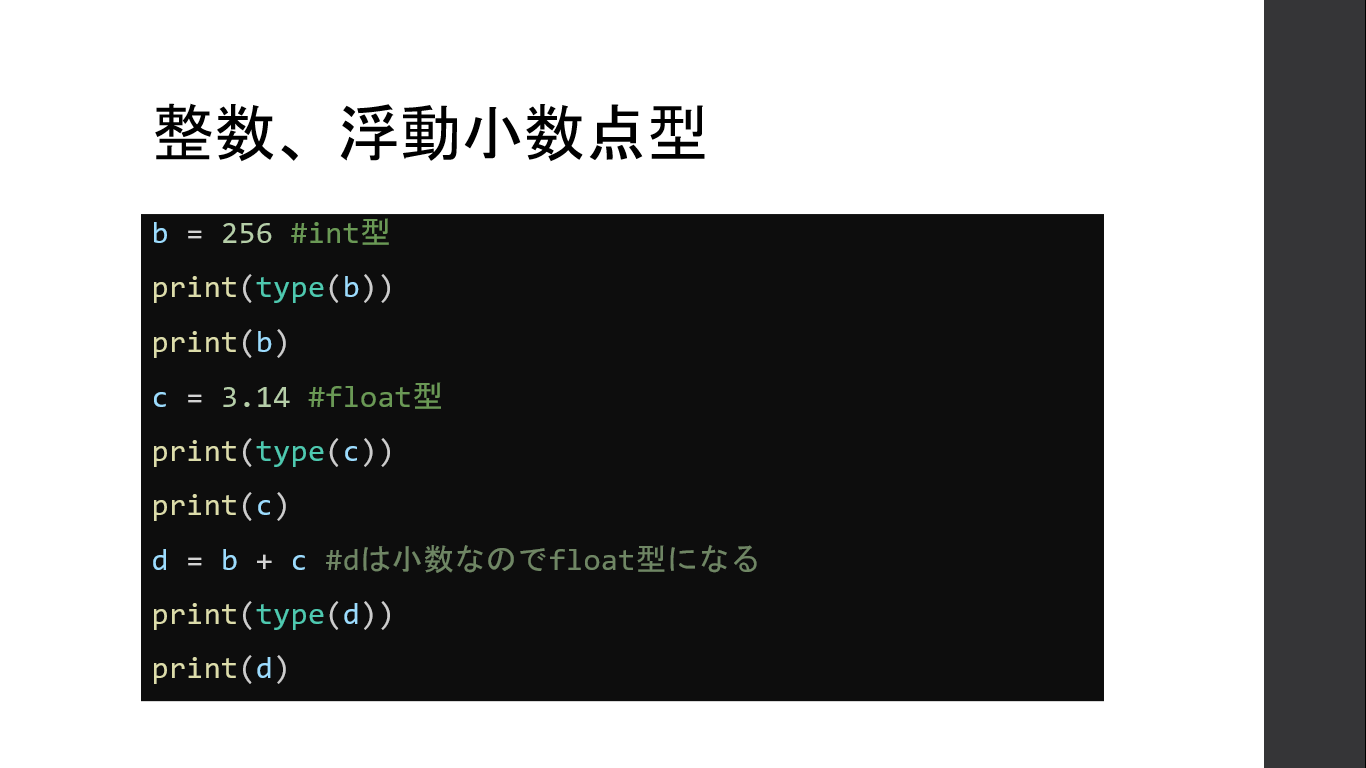 整数、浮動小数点型
b = 256 #int型
print(type(b))
print(b)
c = 3.14 #float型
print(type(c))
print(c)
d = b + c #dは小数なのでfloat型になる
print(type(d))
print(d)